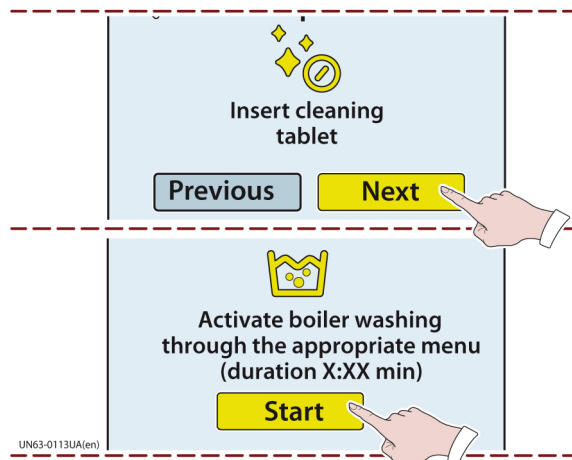 Insert cleaning
tablet
Previous
Next
Activate boiler washing
through the appropriate menu
(duration X:XX min)
Start
UN63-0113UA(en)